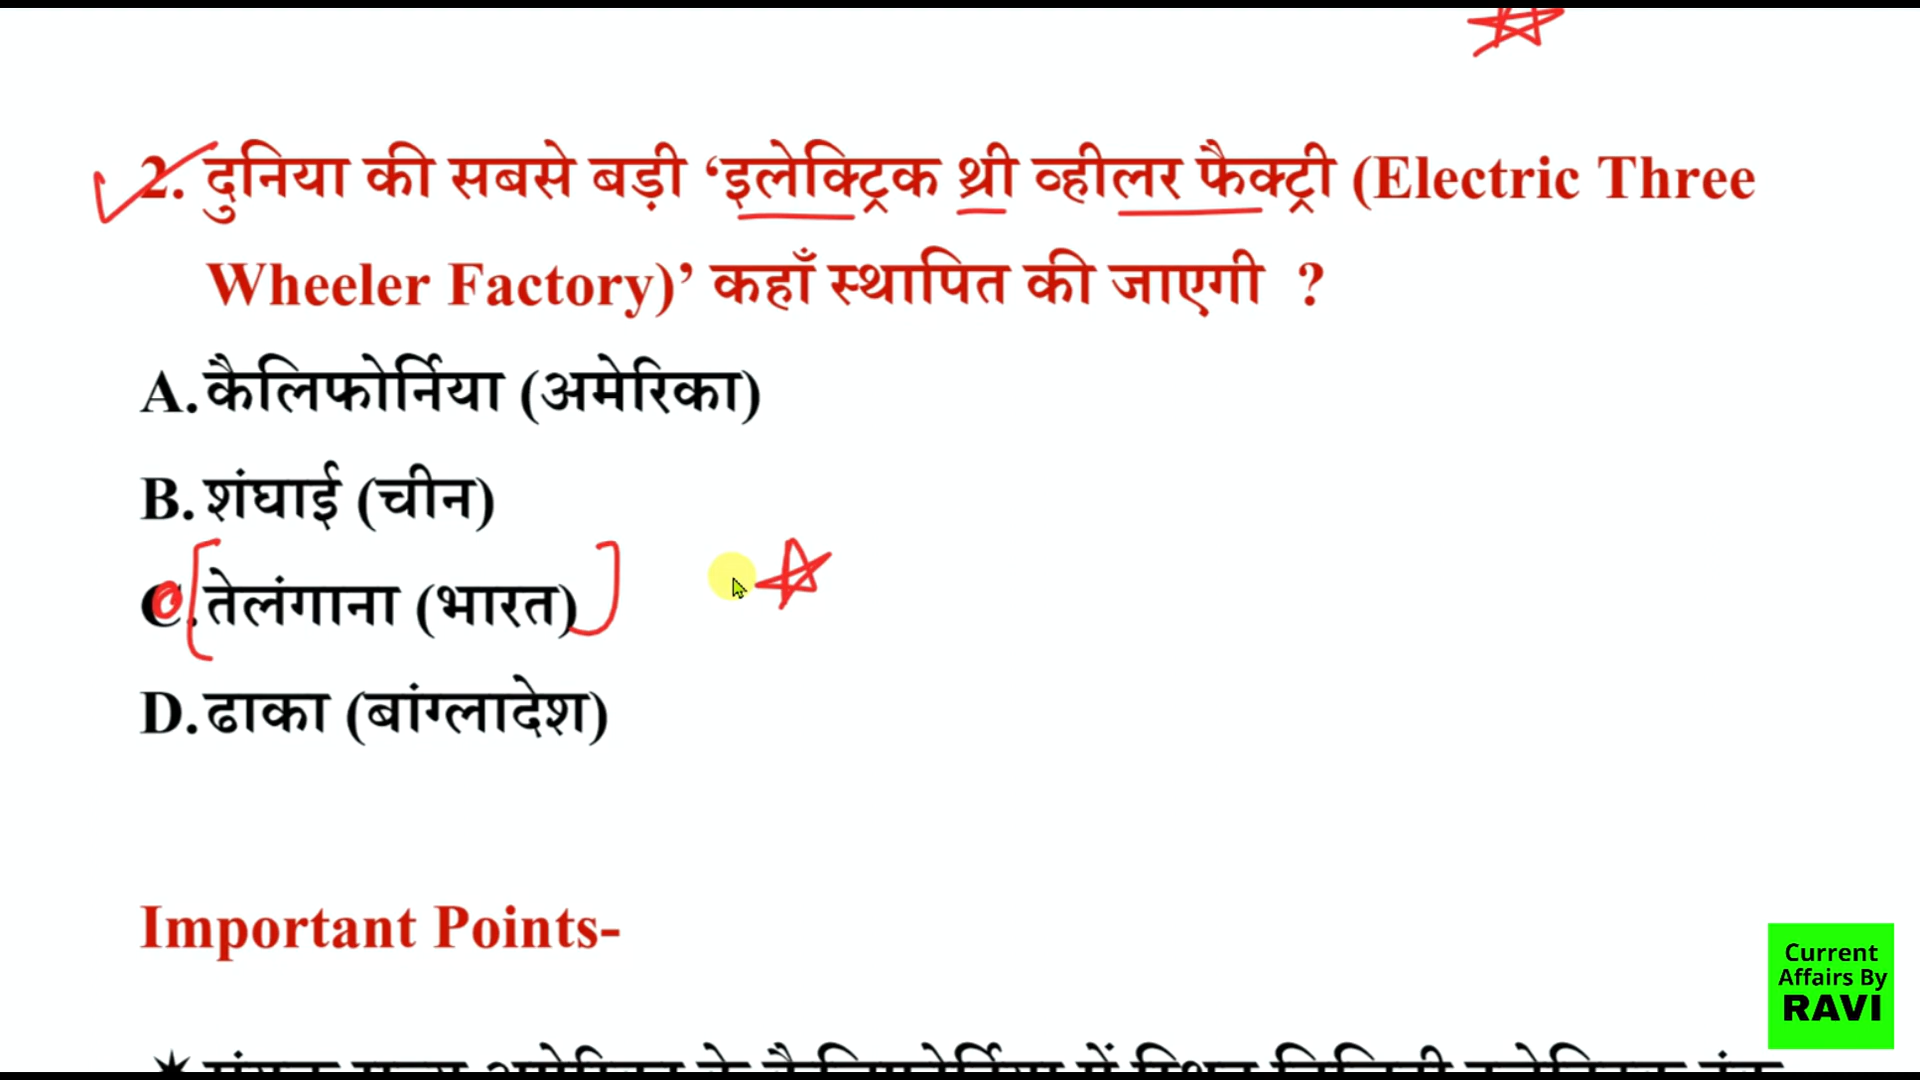 2. दुनिया की सबसे बड़ी ‘इलेक्ट्रिक थ्री व्हीलर फैक्ट्री (Electric Three
Wheeler Factory)’ कहाँ स्थापित की जाएगी ?
A. कैलिफोर्निया (अमेरिका)
B. शंघाई (चीन)
C. तेलंगाना (भारत)
D. ढाका (बांग्लादेश)
Important Points-
Current
Affairs By
RAVI